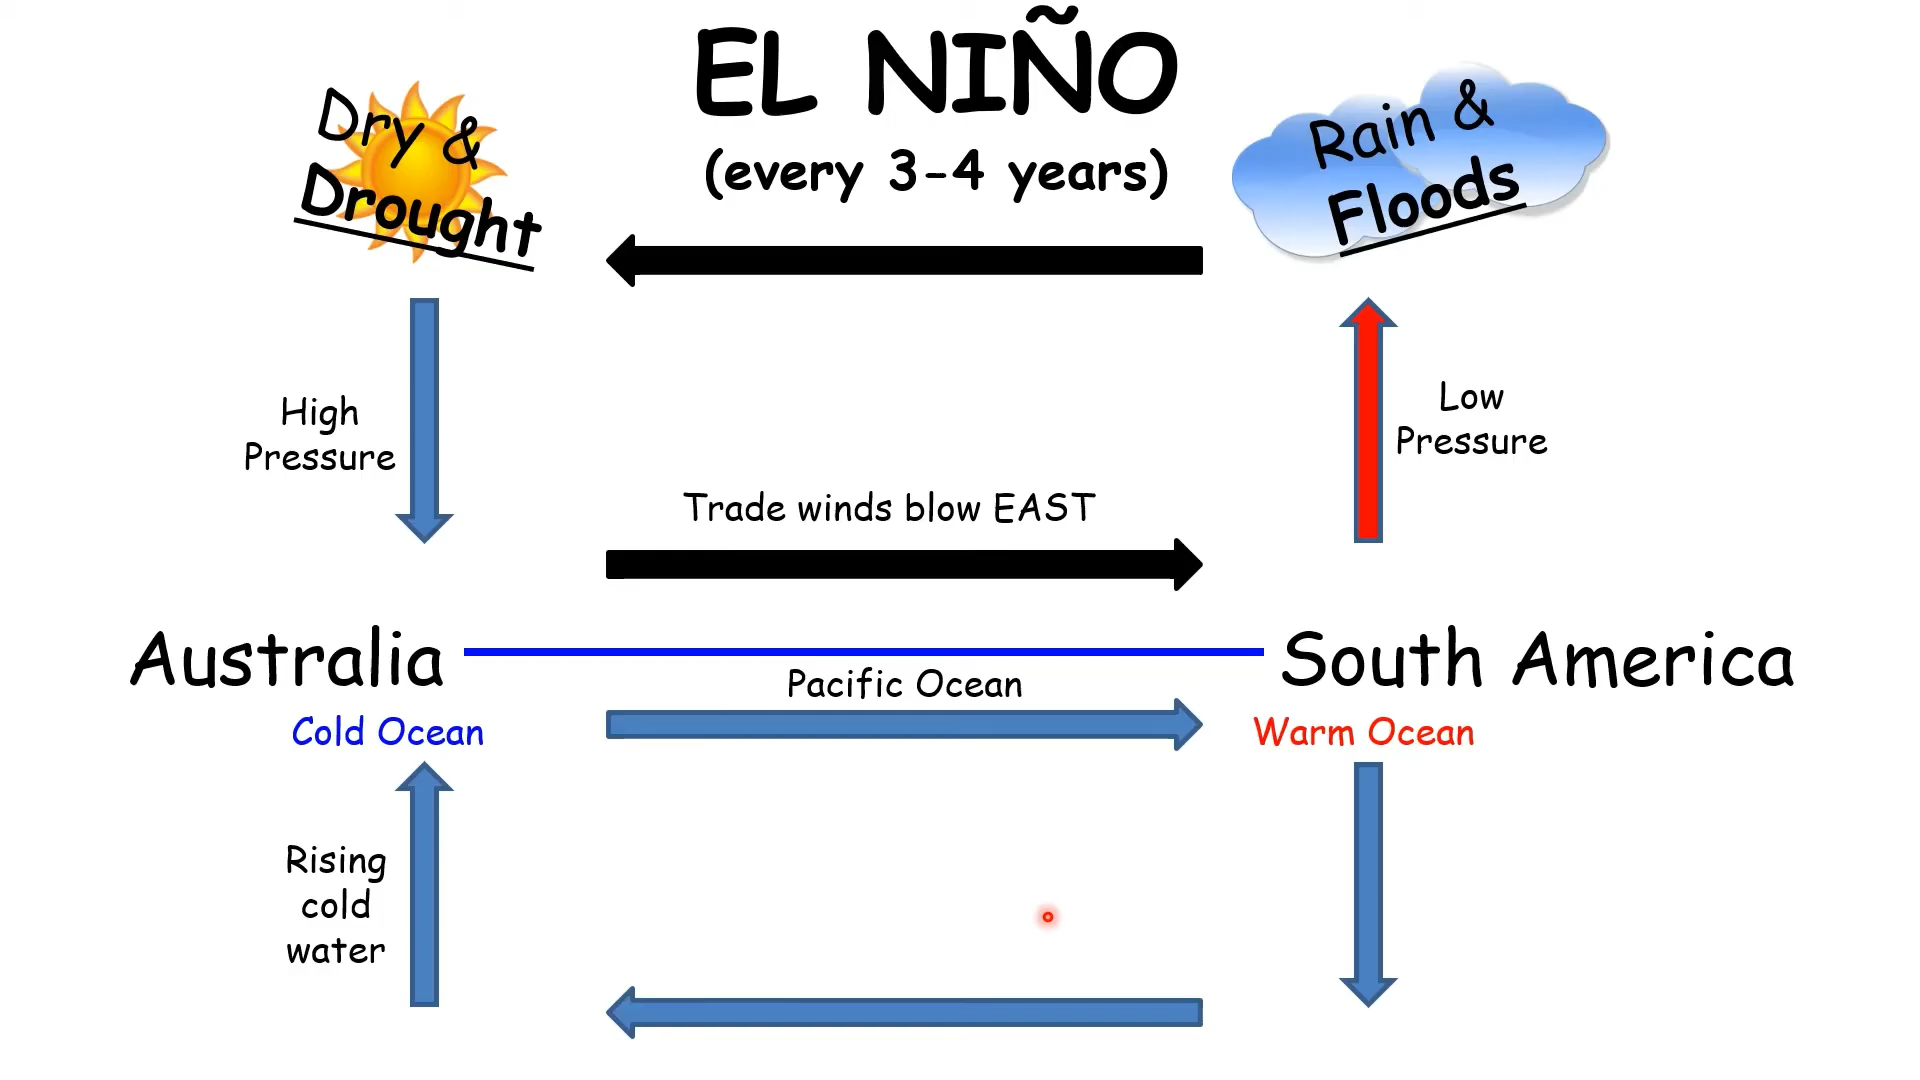 EL NIÑO
(every 3-4 years)
Dry &
Drought
Rain &
Floods
High
Pressure
Low
Pressure
Trade winds blow EAST
Australia
South America
Pacific Ocean
Cold Ocean
Warm Ocean
Rising
cold
water